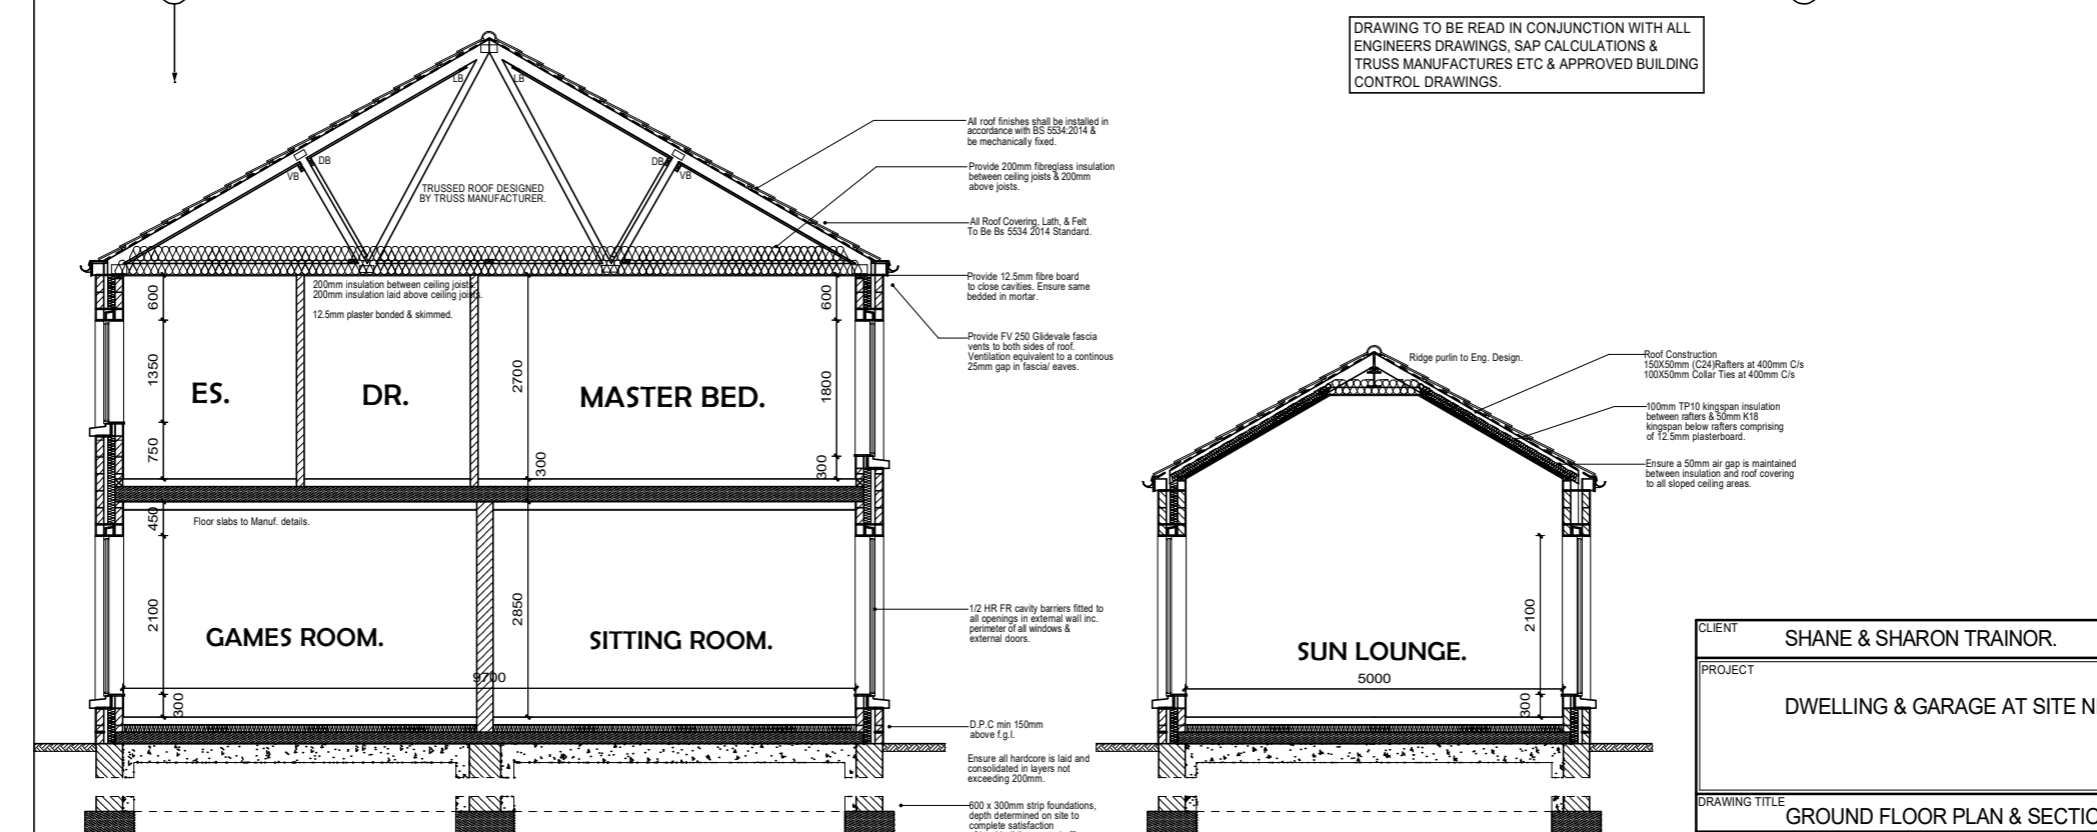 DRAWING TO BE READ IN CONJUNCTION WITH ALL
ENGINEERS DRAWINGS, SAP CALCULATIONS &
TRUSS MANUFACTURES ETC & APPROVED BUILDING
CONTROL DRAWINGS.
LB
LB
DB
DB
VB
VB
TRUSSED ROOF DESIGNED
BY TRUSS MANUFACTURER.
All roof finishes shall be installed in
accordance with BS 5534:2014 &
be mechanically fixed.
Provide 200mm fibreglass insulation
between ceiling joists & 200mm
above joists.
All Roof Covering, Lath, & Felt
To Be Bs 5534 2014 Standard.
Provide 12.5mm fibre board
to close cavities. Ensure same
bedded in mortar.
Provide FV 250 Glidevale fascia
vents to both sides of roof.
Ventilation equivalent to a continous
25mm gap in fascia/ eaves.
200mm insulation between ceiling joists
200mm insulation laid above ceiling joists.
12.5mm plaster bonded & skimmed.
600
1350
750
2700
300
600
1800
300
ES.
DR.
MASTER BED.
Floor slabs to Manuf. details.
450
2100
300
2850
9700
GAMES ROOM.
SITTING ROOM.
1/2 HR FR cavity barriers fitted to
all openings in external wall inc.
perimeter of all windows &
external doors.
D.P.C min 150mm
above f.g.l.
Ensure all hardcore is laid and
consolidated in layers not
exceeding 200mm.
600 x 300mm strip foundations,
depth determined on site to
complete satisfaction
Ridge purlin to Eng. Design.
Roof Construction
150X50mm (C24)Rafters at 400mm C/s
100X50mm Collar Ties at 400mm C/s
100mm TP10 kingspan insulation
between rafters & 50mm K18
kingspan below rafters comprising
of 12.5mm plasterboard.
Ensure a 50mm air gap is maintained
between insulation and roof covering
to all sloped ceiling areas.
2100
300
SUN LOUNGE.
5000
CLIENT
SHANE & SHARON TRAINOR.
PROJECT
DWELLING & GARAGE AT SITE N
DRAWING TITLE
GROUND FLOOR PLAN & SECTIO